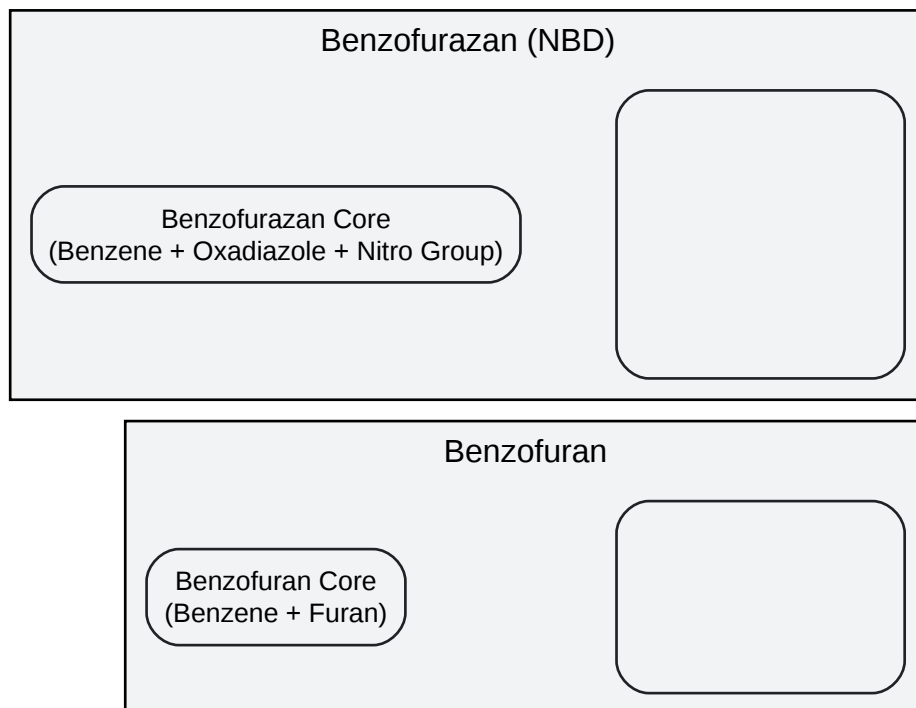 Benzofurazan (NBD)
Benzofurazan Core
(Benzene + Oxadiazole + Nitro Group)
Benzofuran
Benzofuran Core
(Benzene + Furan)